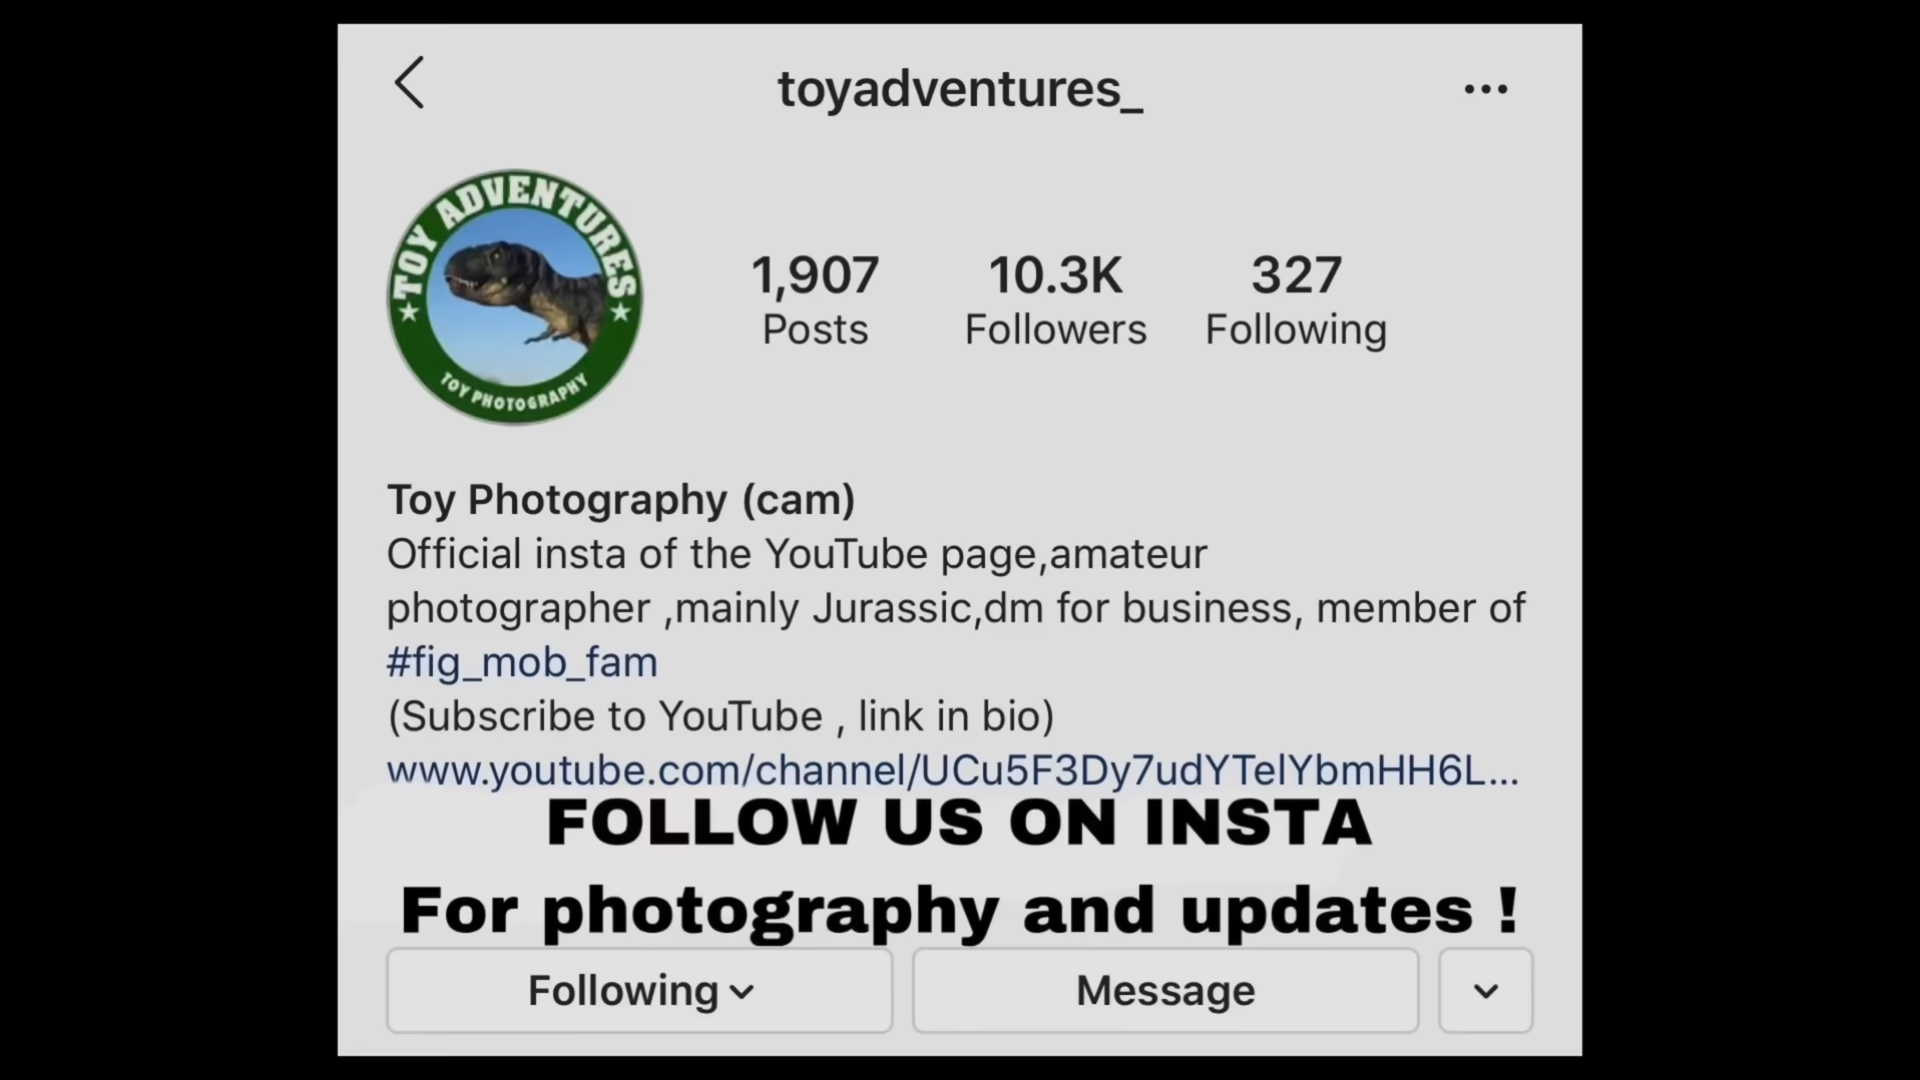 toyadventures_
TOY ADVENTURES
TOY PHOTOGRAPHY
1,907 10.3K 327
Posts Followers Following
Toy Photography (cam)
Official insta of the YouTube page,amateur
photographer ,mainly Jurassic,dm for business, member of
#fig_mob_fam
(Subscribe to YouTube , link in bio)
www.youtube.com/channel/UCu5F3Dy7udYTelYbmHH6L...
FOLLOW US ON INSTA
For photography and updates !
Following Message